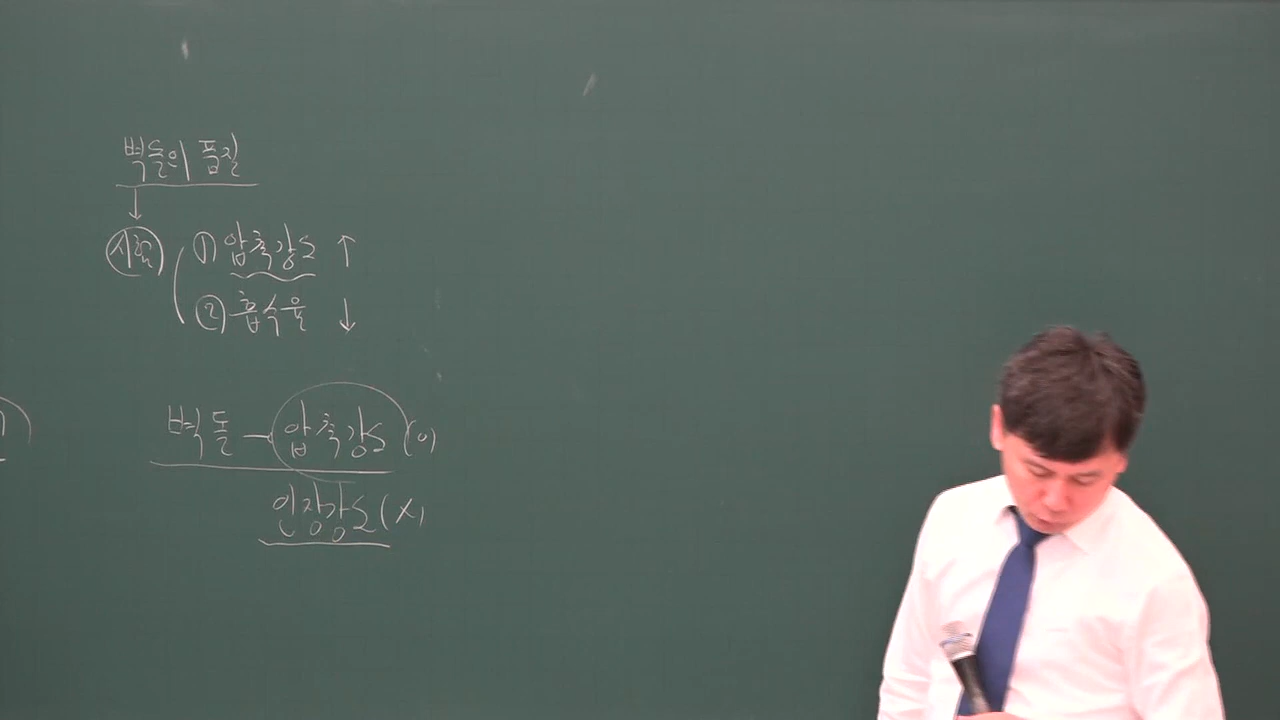 벽돌의 품질
↓
시험 ① 압축강도 ↑
② 흡수율 ↓
벽돌 - 압축강도 (O)
인장강도 (X)